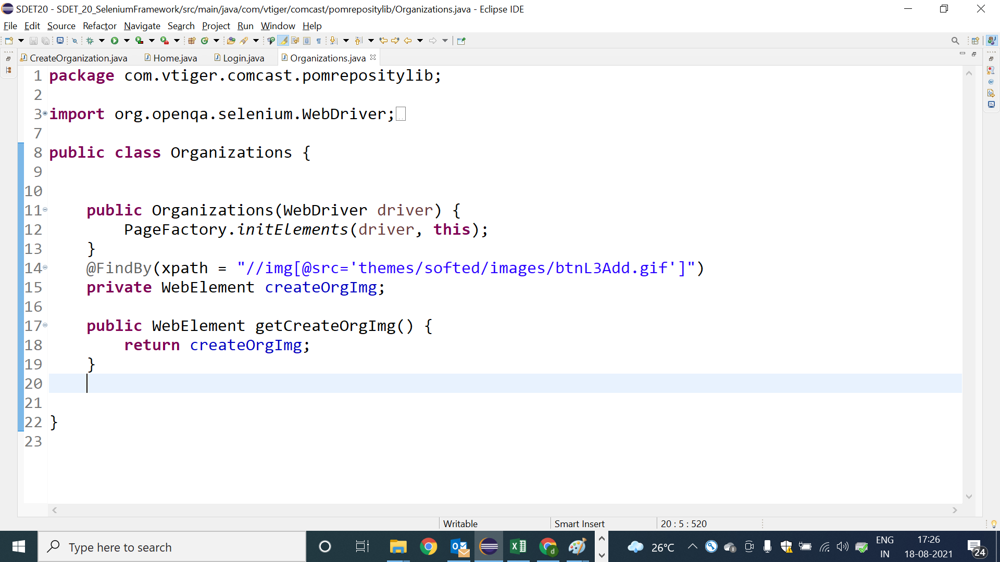 SDET20 - SDET_20_SeleniumFramework/src/main/java/com/vtiger/comcast/pomrepositylib/Organizations.java - Eclipse IDE
File Edit Source Refactor Navigate Search Project Run Window Help
CreateOrganization.java Home.java Login.java Organizations.java
1 package com.vtiger.comcast.pomrepositylib;
2
3 import org.openqa.selenium.WebDriver;
7
8 public class Organizations {
9
10
11 public Organizations(WebDriver driver) {
12 PageFactory.initElements(driver, this);
13 }
14 @FindBy(xpath = "//img[@src='themes/softed/images/btnL3Add.gif']")
15 private WebElement createOrgImg;
16
17 public WebElement getCreateOrgImg() {
18 return createOrgImg;
19 }
20
21
22 }
23
Writable Smart Insert 20 : 5 : 520
Type here to search
26°C
ENG
IN
17:26
18-08-2021
24